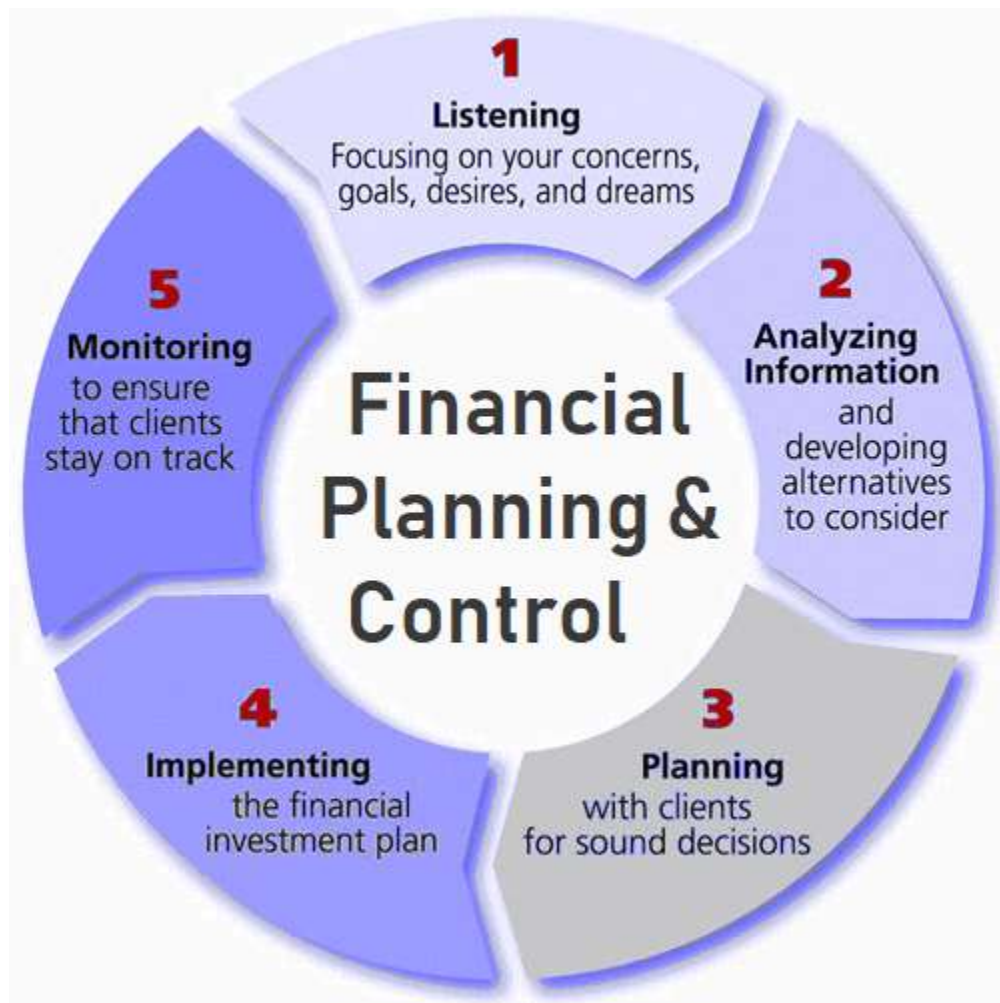 1
Listening
Focusing on your concerns,
goals, desires, and dreams
2
Analyzing
Information
and
developing
alternatives
to consider
3
Planning
with clients
for sound decisions
4
Implementing
the financial
investment plan
5
Monitoring
to ensure
that clients
stay on track
Financial
Planning &
Control